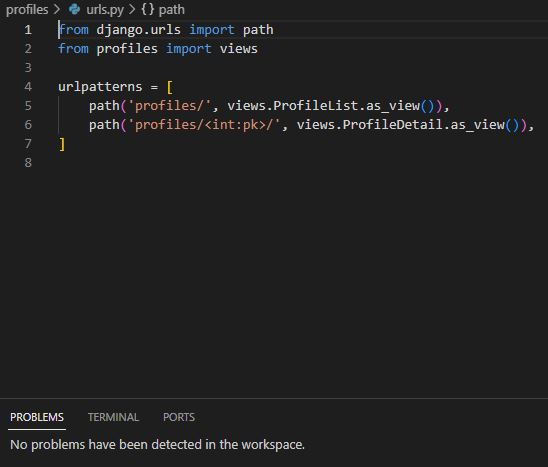 profiles > urls.py > {} path
1 from django.urls import path
2 from profiles import views
3
4 urlpatterns = [
5     path('profiles/', views.ProfileList.as_view()),
6     path('profiles/<int:pk>/', views.ProfileDetail.as_view()),
7 ]
8
PROBLEMS TERMINAL PORTS
No problems have been detected in the workspace.